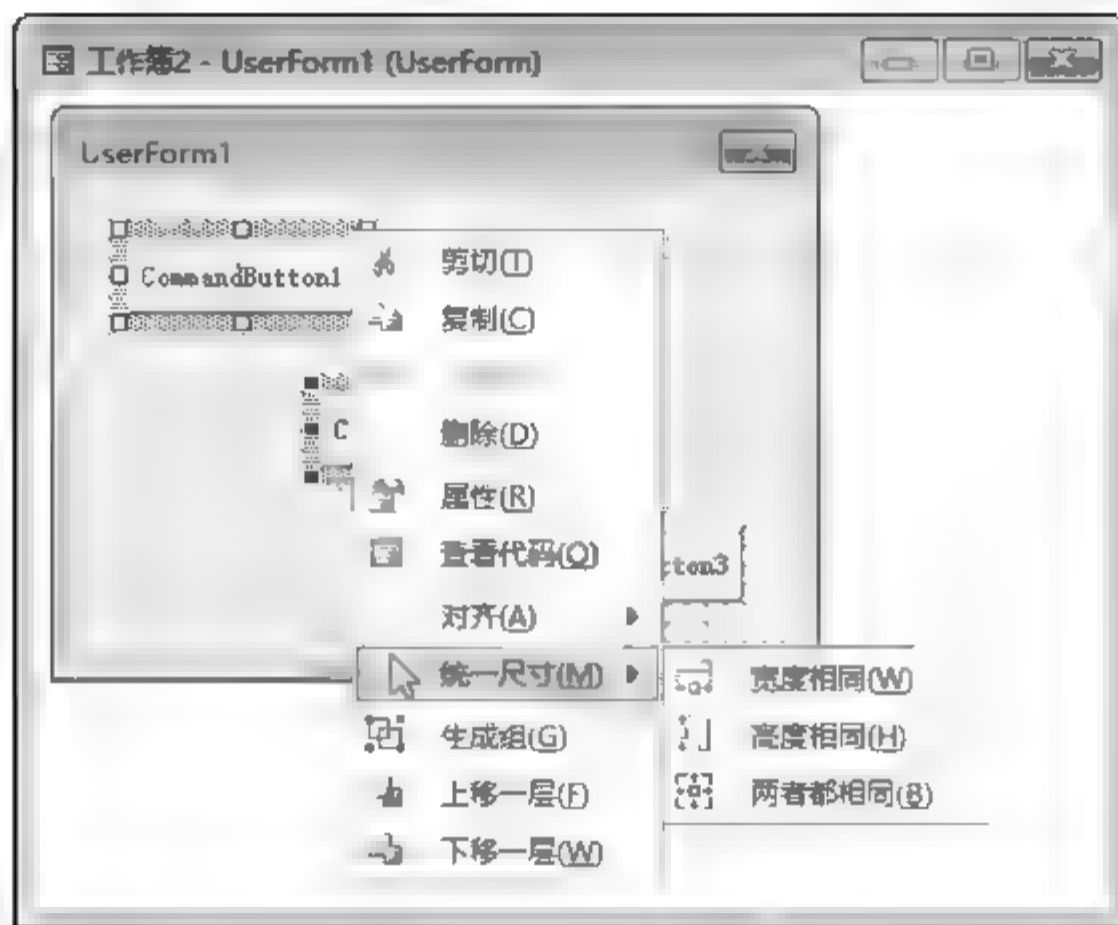 工作簿2 - UserForm1 (UserForm)
UserForm1
CommandButton1
剪切(T)
复制(C)
C
删除(D)
属性(R)
查看代码(O)
tton3
对齐(A)
统一尺寸(M)
宽度相同(W)
生成组(G)
高度相同(H)
上移一层(F)
两者都相同(B)
下移一层(W)